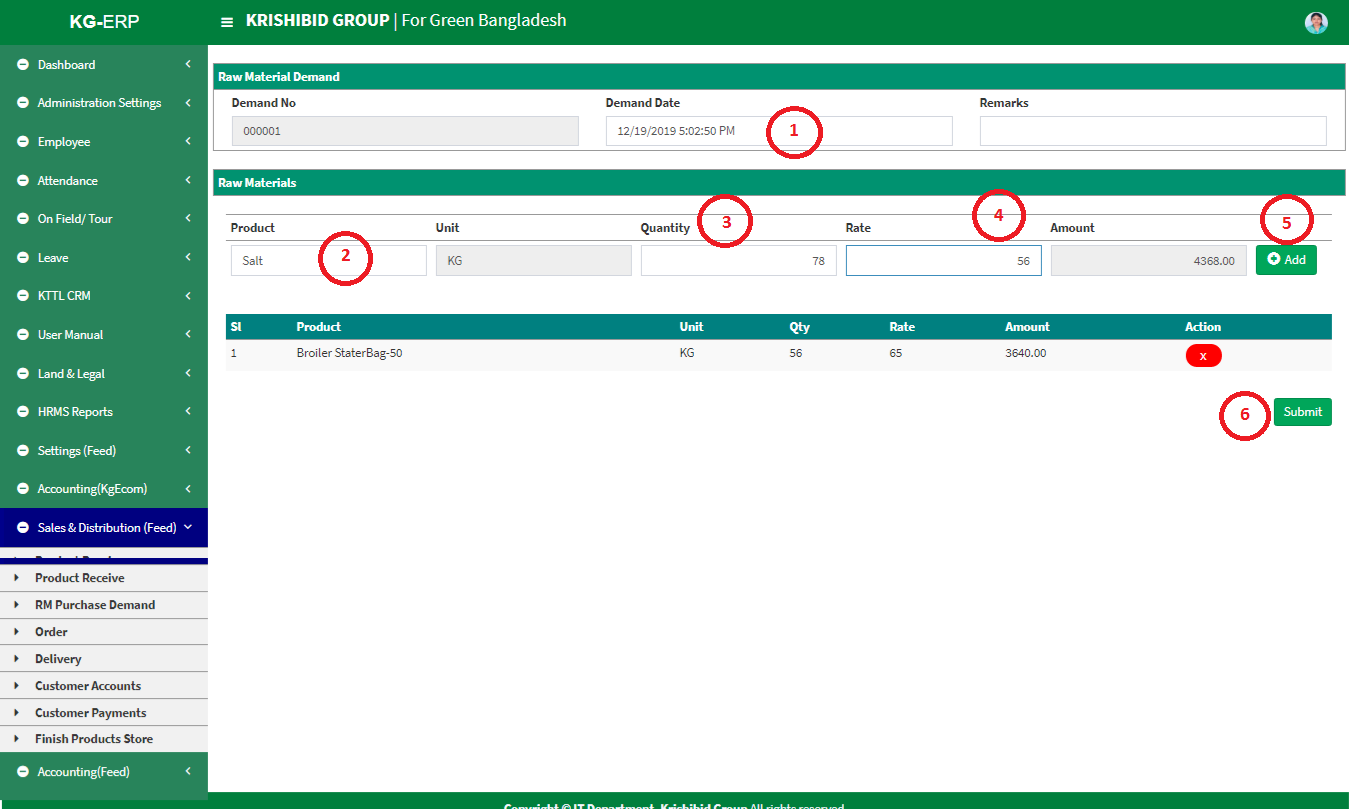 KG-ERP
KRISHIBID GROUP | For Green Bangladesh
Dashboard
Administration Settings
Employee
Attendance
On Field/ Tour
Leave
KTTL CRM
User Manual
Land & Legal
HRMS Reports
Settings (Feed)
Accounting(KgEcom)
Sales & Distribution (Feed)
Product Receive
RM Purchase Demand
Order
Delivery
Customer Accounts
Customer Payments
Finish Products Store
Accounting(Feed)
Raw Material Demand
Demand No Demand Date Remarks
000001 12/19/2019 5:02:50 PM 1
Raw Materials
Product Unit Quantity 3 Rate 4 Amount 5
Salt 2 KG 78 56 4368.00 Add
Sl Product Unit Qty Rate Amount Action
1 Broiler StaterBag-50 KG 56 65 3640.00 x
6 Submit
Copyright © IT Department, Krishibid Group All rights reserved